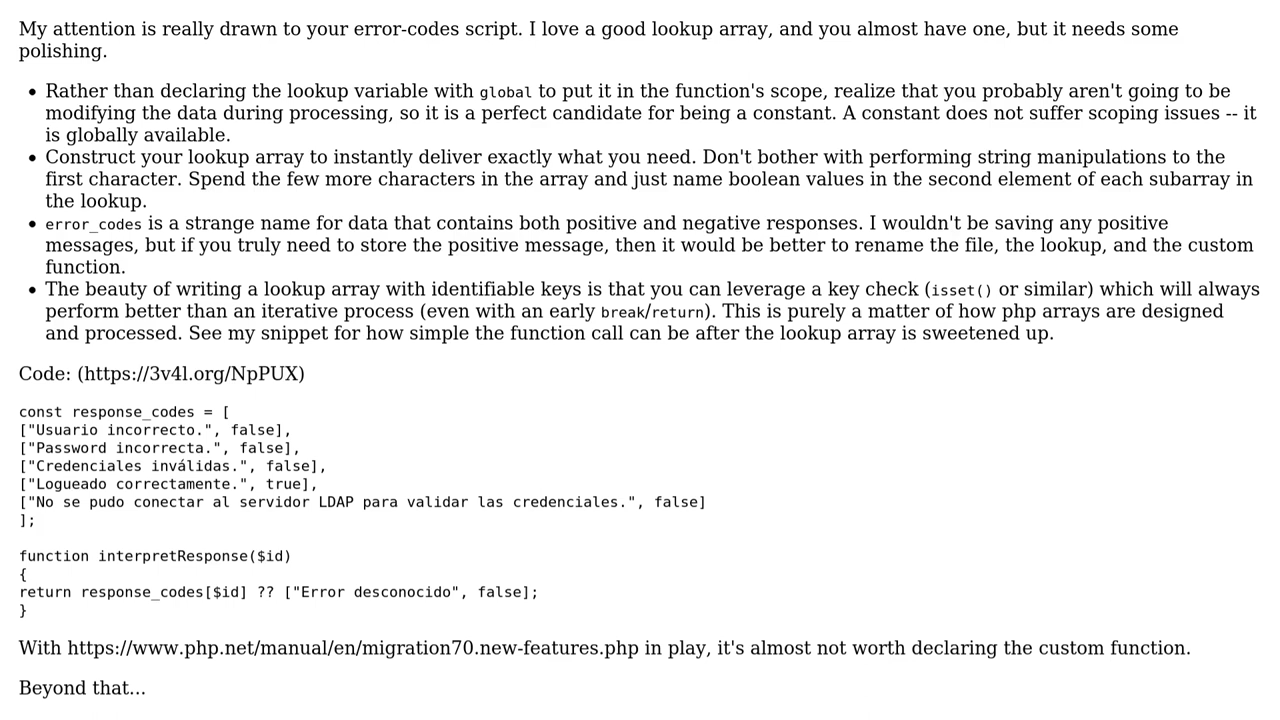 My attention is really drawn to your error-codes script. I love a good lookup array, and you almost have one, but it needs some
polishing.
• Rather than declaring the lookup variable with global to put it in the function's scope, realize that you probably aren't going to be
modifying the data during processing, so it is a perfect candidate for being a constant. A constant does not suffer scoping issues -- it
is globally available.
• Construct your lookup array to instantly deliver exactly what you need. Don't bother with performing string manipulations to the
first character. Spend the few more characters in the array and just name boolean values in the second element of each subarray in
the lookup.
• error_codes is a strange name for data that contains both positive and negative responses. I wouldn't be saving any positive
messages, but if you truly need to store the positive message, then it would be better to rename the file, the lookup, and the custom
function.
• The beauty of writing a lookup array with identifiable keys is that you can leverage a key check (isset() or similar) which will always
perform better than an iterative process (even with an early break/return). This is purely a matter of how php arrays are designed
and processed. See my snippet for how simple the function call can be after the lookup array is sweetened up.
Code: (https://3v4l.org/NpPUX)
const response_codes = [
["Usuario incorrecto.", false],
["Password incorrecta.", false],
["Credenciales inválidas.", false],
["Logueado correctamente.", true],
["No se pudo conectar al servidor LDAP para validar las credenciales.", false]
];
function interpretResponse($id)
{
return response_codes[$id] ?? ["Error desconocido", false];
}
With https://www.php.net/manual/en/migration70.new-features.php in play, it's almost not worth declaring the custom function.
Beyond that...